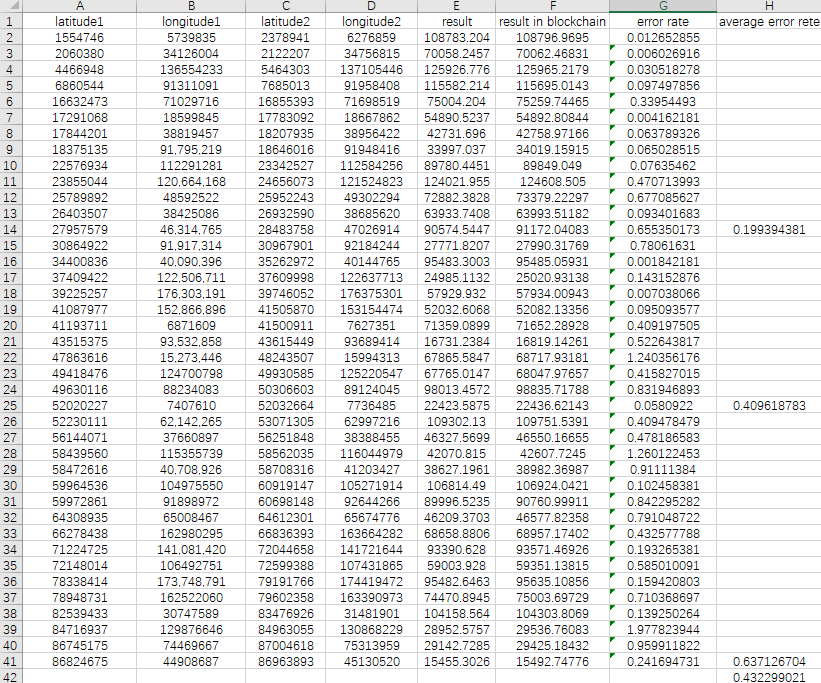 A B C D E F G H
1 latitude1 longitude1 latitude2 longitude2 result result in blockchain error rate average error rete
2 1554746 5739835 2378941 6276859 108783.204 108796.9695 0.012652855
3 2060380 34126004 2122207 34756815 70058.2457 70062.46831 0.006026916
4 4466948 136554233 5464303 137105446 125926.776 125965.2179 0.030518278
5 6860544 91311091 7685013 91958408 115582.214 115695.0143 0.097497856
6 16632473 71029716 16855393 71698519 75004.204 75259.74465 0.33954493
7 17291068 18599845 17783092 18667862 54890.5237 54892.80844 0.004162181
8 17844201 38819457 18207935 38956422 42731.696 42758.97166 0.063789326
9 18375135 91,795,219 18646016 91948416 33997.037 34019.15915 0.065028515
10 22576934 112291281 23342527 112584256 89780.4451 89849.049 0.07635462
11 23855044 120,664,168 24656073 121524823 124021.955 124608.505 0.470713993
12 25789892 48592522 25952243 49302294 72882.3828 73379.22297 0.677085627
13 26403507 38425086 26932590 38685620 63933.7408 63993.51182 0.093401683
14 27957579 46,314,765 28483758 47026914 90574.5447 91172.04083 0.655350173 0.199394381
15 30864922 91,917,314 30967901 92184244 27771.8207 27990.31769 0.78061631
16 34400836 40,090,396 35262972 40144765 95483.3003 95485.05931 0.001842181
17 37409422 122,506,711 37609998 122637713 24985.1132 25020.93138 0.143152876
18 39225257 176,303,191 39746052 176375301 57929.932 57934.00943 0.007038066
19 41087977 152,866,896 41505870 153154474 52032.6068 52082.13356 0.095093577
20 41193711 6871609 41500911 7627351 71359.0899 71652.28928 0.409197505
21 43515375 93,532,858 43615449 93689414 16731.2384 16819.14261 0.522643817
22 47863616 15,273,446 48243507 15994313 67865.5847 68717.93181 1.240356176
23 49418476 124700798 49930585 125220547 67765.0147 68047.97657 0.415827015
24 49630116 88234083 50306603 89124045 98013.4572 98835.71788 0.831946893
25 52020227 7407610 52032664 7736485 22423.5875 22436.62143 0.0580922 0.409618783
26 52230111 62,142,265 53071305 62997216 109302.13 109751.5391 0.409478479
27 56144071 37660897 56251848 38388455 46327.5699 46550.16655 0.478186583
28 58439560 115355739 58562035 116044979 42070.815 42607.7245 1.260122453
29 58472616 40,708,926 58708316 41203427 38627.1961 38982.36987 0.91111384
30 59964536 104975550 60919147 105271914 106814.49 106924.0421 0.102458381
31 59972861 91898972 60698148 92644266 89996.5235 90760.99911 0.842295282
32 64308935 65008467 64612301 65674776 46209.3703 46577.82358 0.791048722
33 66278438 162980295 66836393 163664282 68658.8806 68957.17402 0.432577788
34 71224725 141,081,420 72044658 141721644 93390.628 93571.46926 0.193265381
35 72148014 106492751 72599388 107431865 59003.928 59351.13815 0.585010091
36 78338414 173,748,791 79191766 174419472 95482.6463 95635.10856 0.159420803
37 78948731 162522060 79602358 163390973 74470.8945 75003.69729 0.710368697
38 82539433 30747589 83476926 31481901 104158.564 104303.8069 0.139250264
39 84716937 129876646 84963055 130868229 28952.5757 29536.76083 1.977823944
40 86745175 74469667 87004618 75313959 29142.7285 29425.18432 0.959911822
41 86824675 44908687 86963893 45130520 15455.3026 15492.74776 0.241694731 0.637126704
42 0.432299021